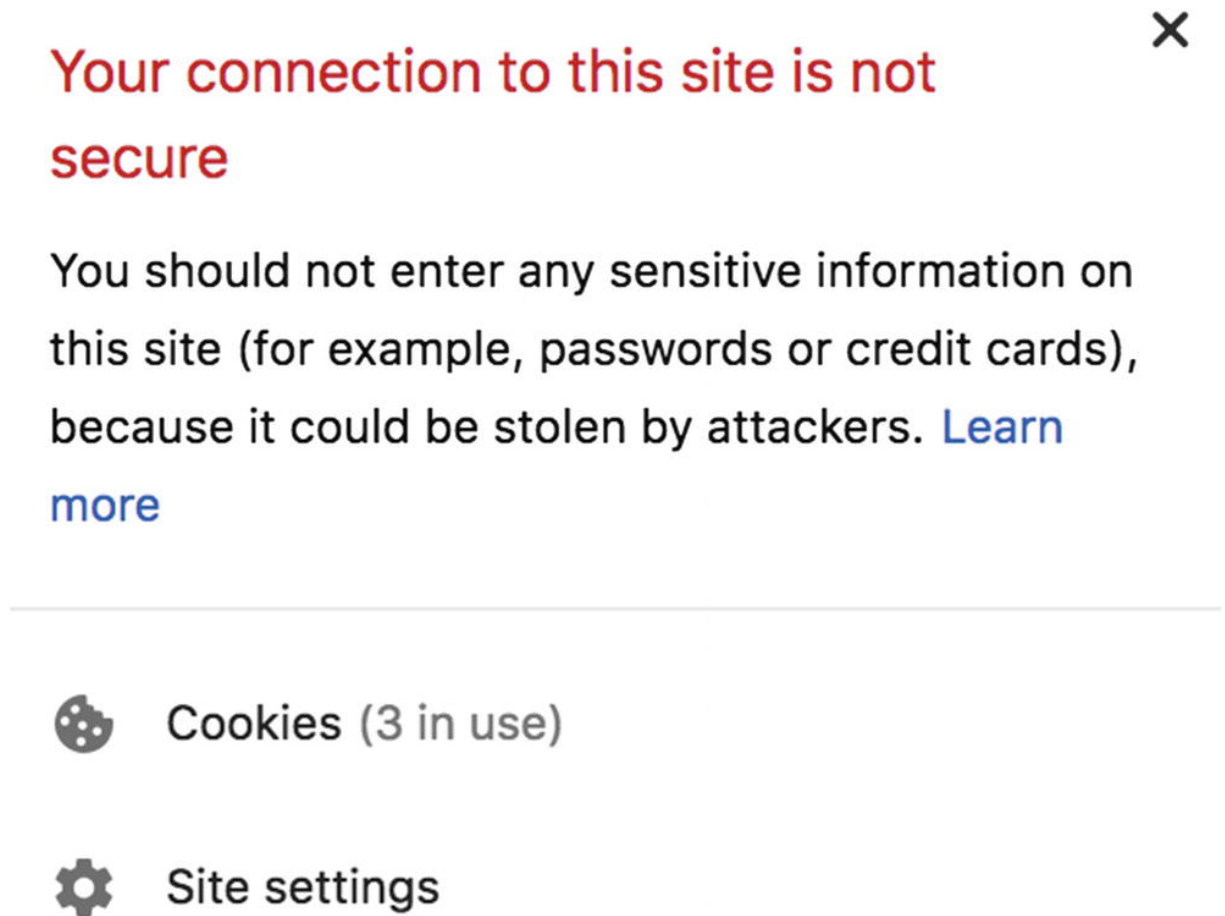 Your connection to this site is not
secure
You should not enter any sensitive information on
this site (for example, passwords or credit cards),
because it could be stolen by attackers. Learn
more
Cookies (3 in use)
Site settings